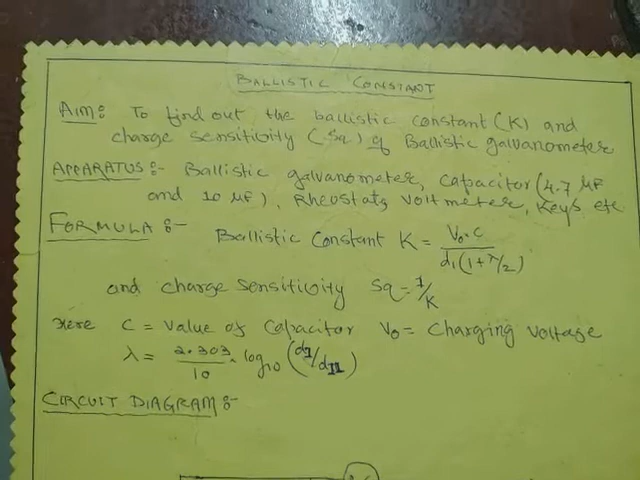 BALLISTIC CONSTANT
AIM: To find out the ballistic constant (K) and
charge sensitivity (Sq) of Ballistic galvanometer
APPARATUS:- Ballistic galvanometer, Capacitor (4.7 μF
and 10 μF), Rheostats, Voltmeter, Keys etc
FORMULA:- Ballistic Constant K = V₀·C / d₁(1+λ/2)
and charge sensitivity Sq = 1/K
Here C = Value of Capacitor V₀ = Charging Voltage
λ = 2.303/10 · log₁₀ (d1/d11)
CIRCUIT DIAGRAM:-